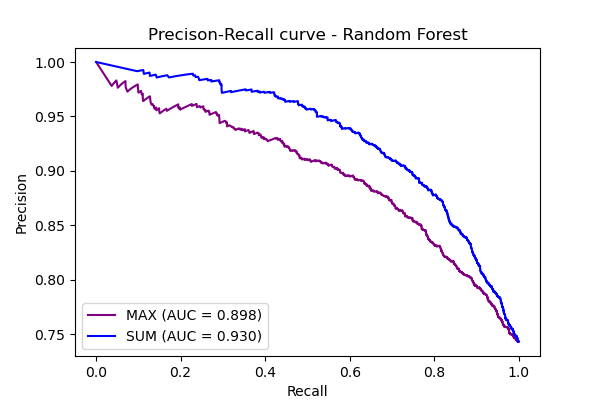 Precison-Recall curve - Random Forest
1.00
0.95
0.90
0.85
0.80
0.75
Precision
MAX (AUC = 0.898)
SUM (AUC = 0.930)
0.0 0.2 0.4 0.6 0.8 1.0
Recall